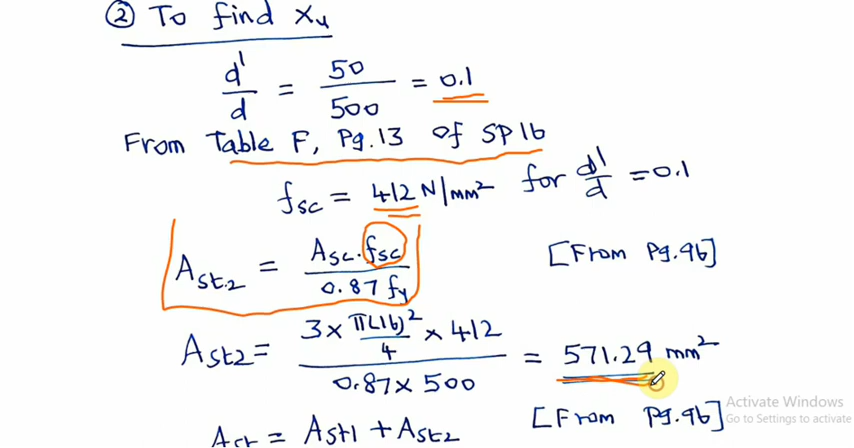 ② To find xu
d'/d = 50/500 = 0.1
From Table F, Pg.13 of SP16
fsc = 412 N/mm² for d'/d = 0.1
Ast2 = Asc.fsc / 0.87 fy [From Pg.96]
Ast2 = 3 x π(16)²/4 x 412 / 0.87 x 500 = 571.29 mm²
[From Pg.96]
Ast = Ast1 + Ast2
Activate Windows
Go to Settings to activate